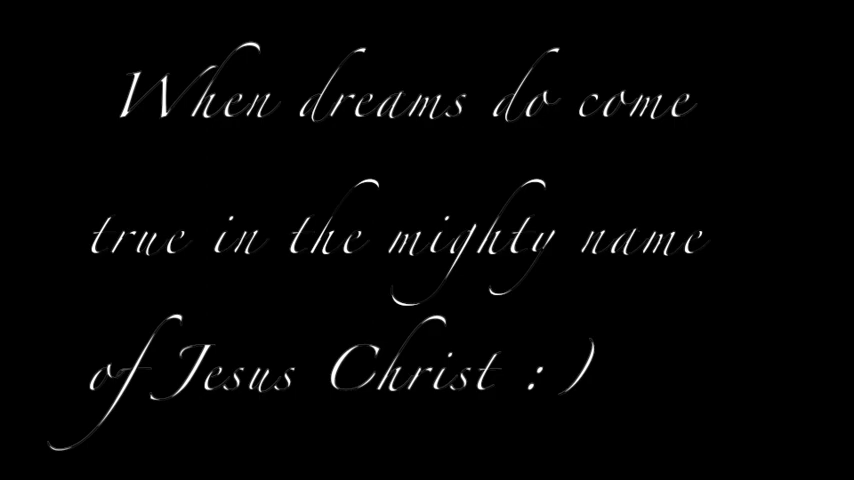 When dreams do come
true in the mighty name
of Jesus Christ : )